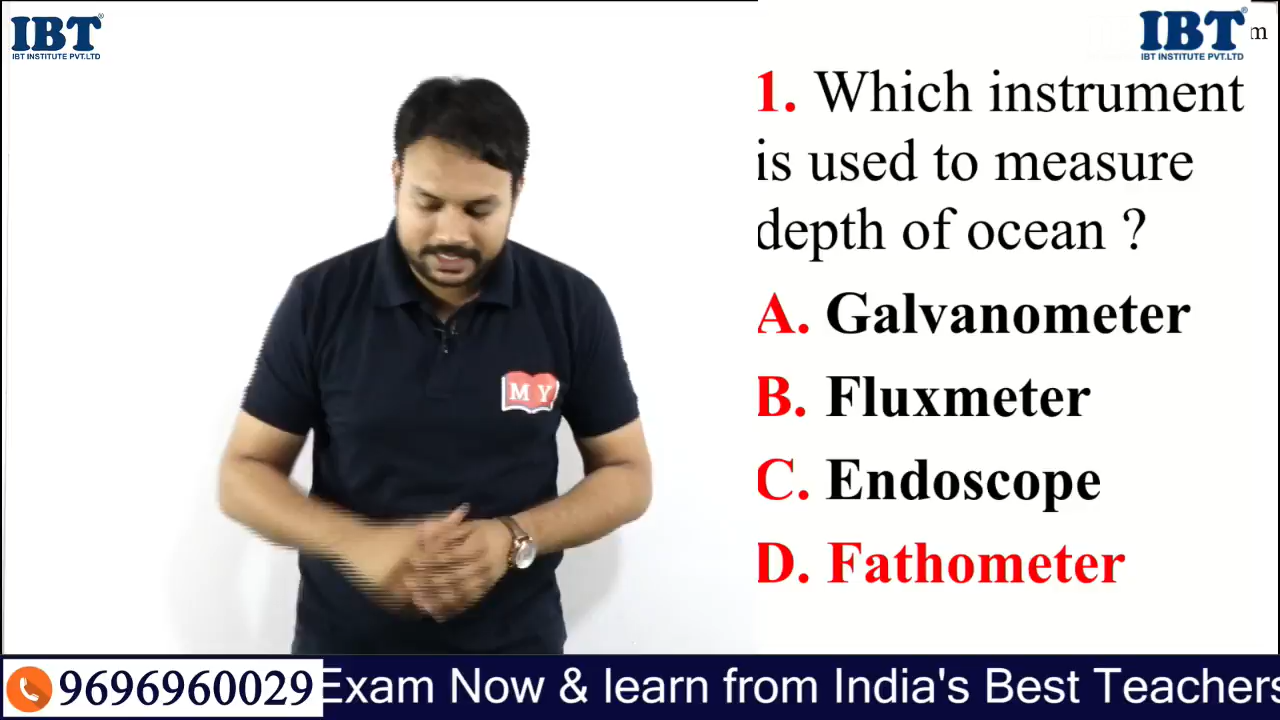 IBT
IBT INSTITUTE PVT.LTD
IBT
IBT INSTITUTE PVT.LTD
m
1. Which instrument
is used to measure
depth of ocean ?
A. Galvanometer
B. Fluxmeter
C. Endoscope
D. Fathometer
M Y
9696960029
Exam Now & learn from India's Best Teachers